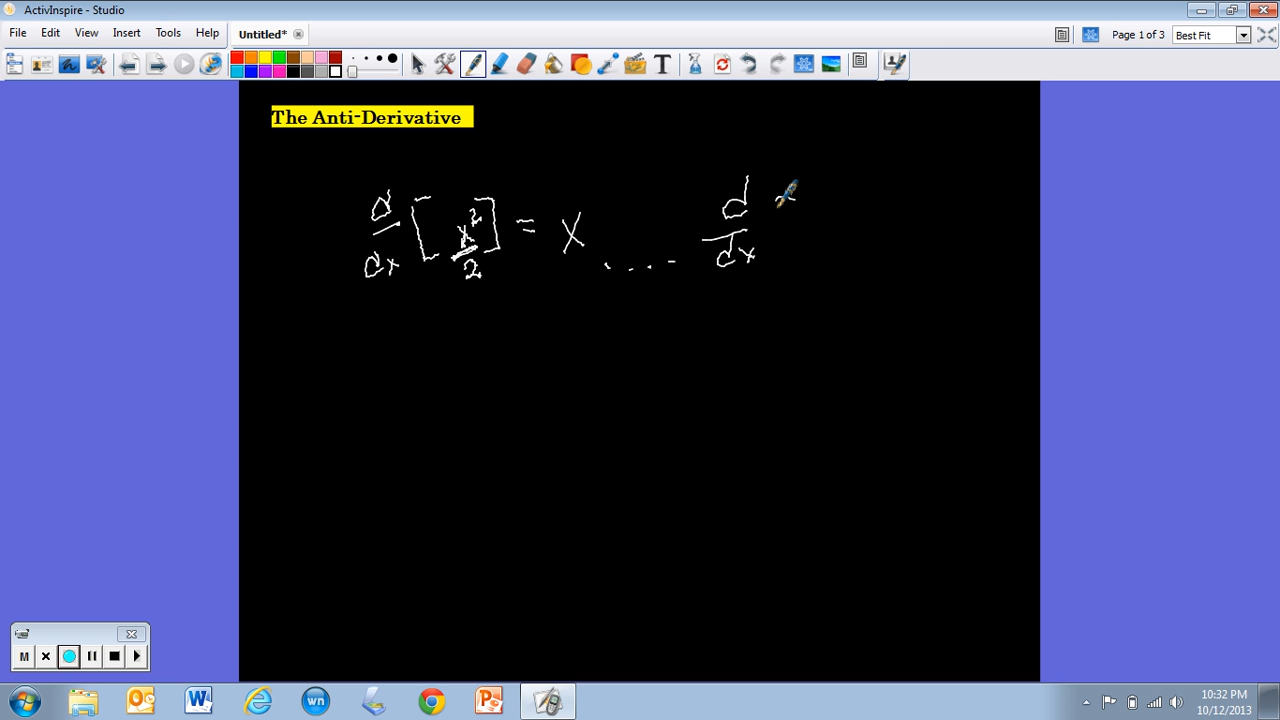 ActivInspire - Studio
File Edit View Insert Tools Help Untitled*
Page 1 of 3 Best Fit
The Anti-Derivative
d/dx [x²/2] = x .... d/dx
M
W wn P
10:32 PM
10/12/2013